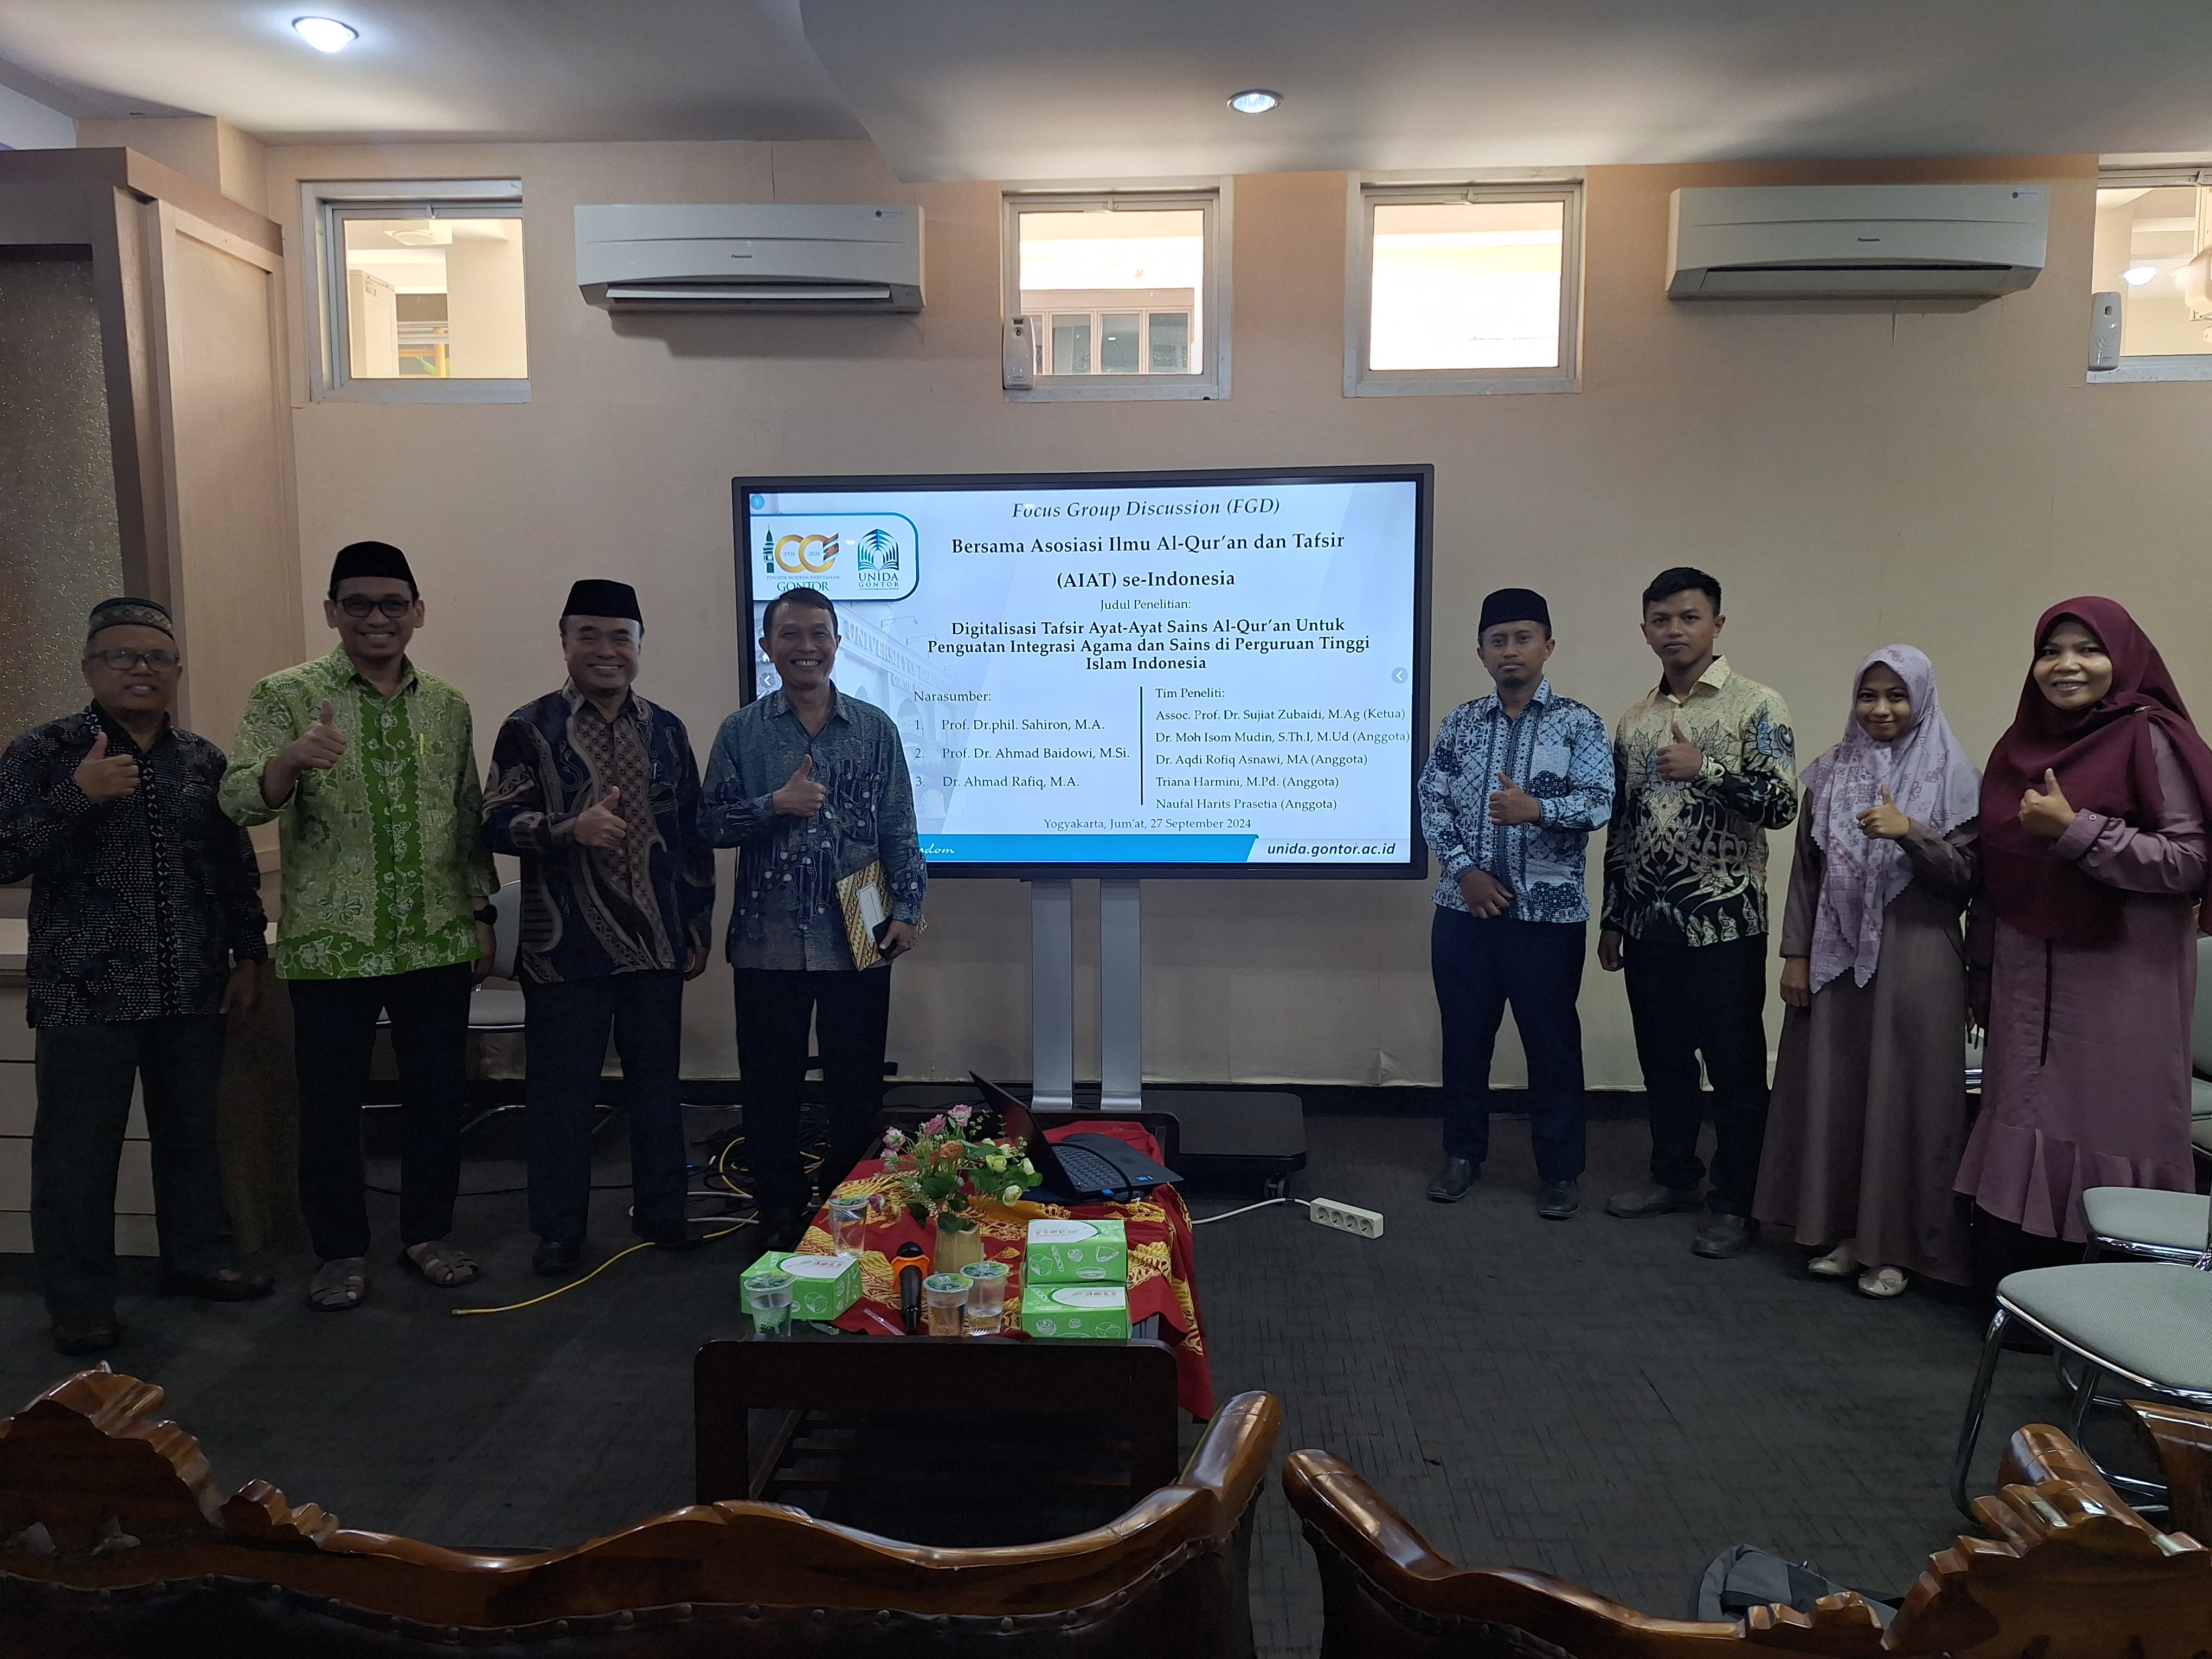 Panasonic
Panasonic
Focus Group Discussion (FGD)
1926 2026
PONDOK MODERN DARUSSALAM
GONTOR
UNIDA
GONTOR
Bersama Asosiasi Ilmu Al-Qur'an dan Tafsir
(AIAT) se-Indonesia
Judul Penelitian:
Digitalisasi Tafsir Ayat-Ayat Sains Al-Qur'an Untuk
Penguatan Integrasi Agama dan Sains di Perguruan Tinggi
Islam Indonesia
Narasumber:
1. Prof. Dr.phil. Sahiron, M.A.
2. Prof. Dr. Ahmad Baidowi, M.Si.
3. Dr. Ahmad Rafiq, M.A.
Tim Peneliti:
Assoc. Prof. Dr. Sujiat Zubaidi, M.Ag (Ketua)
Dr. Moh Isom Mudin, S.Th.I, M.Ud (Anggota)
Dr. Aqdi Rofiq Asnawi, MA (Anggota)
Triana Harmini, M.Pd. (Anggota)
Naufal Harits Prasetia (Anggota)
Yogyakarta, Jum'at, 27 September 2024
unida.gontor.ac.id